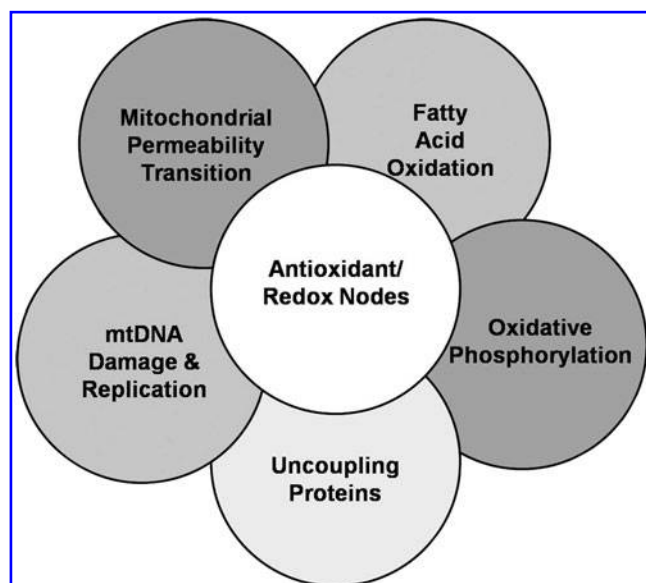 Mitochondrial
Permeability
Transition
Fatty
Acid
Oxidation
Antioxidant/
Redox Nodes
Oxidative
Phosphorylation
mtDNA
Damage &
Replication
Uncoupling
Proteins